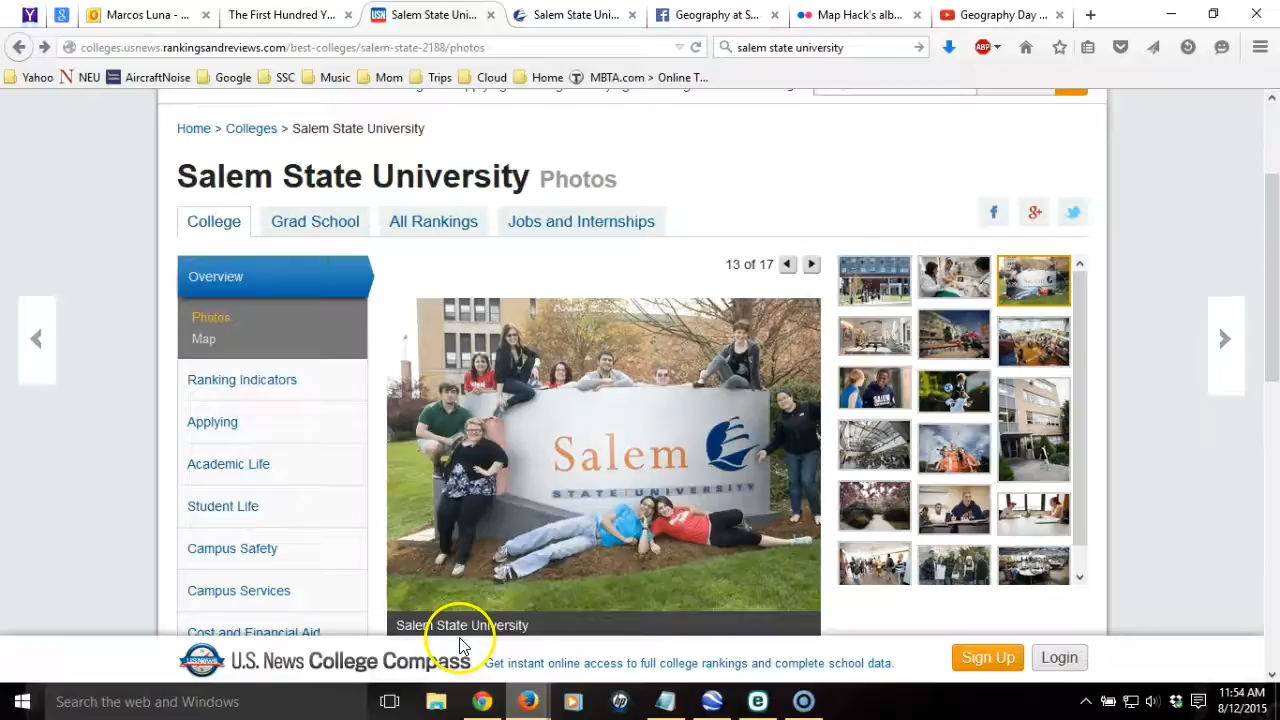 Marcos Luna - ...
The First Hundred Y...
USN Salem State Uni...
Salem State Uni...
Geography at S...
Map Hack's alb...
Geography Day ...
colleges.usnews.rankingsandreviews.com/best-colleges/salem-state-2188/photos
salem state university
ABP
Yahoo
NEU
AircraftNoise
Google
SSC
Music
Mom
Trips
Cloud
Home
MBTA.com > Online T...
Home > Colleges > Salem State University
Salem State University Photos
College
Grad School
All Rankings
Jobs and Internships
13 of 17
Overview
Photos
Map
Ranking Indicators
Applying
Academic Life
Student Life
Campus Safety
Campus Services
Cost and Financial Aid
Salem
STATE UNIVERSITY
Salem State University
USNews U.S. News College Compass
Get instant online access to full college rankings and complete school data.
Sign Up
Login
Search the web and Windows
11:54 AM
8/12/2015